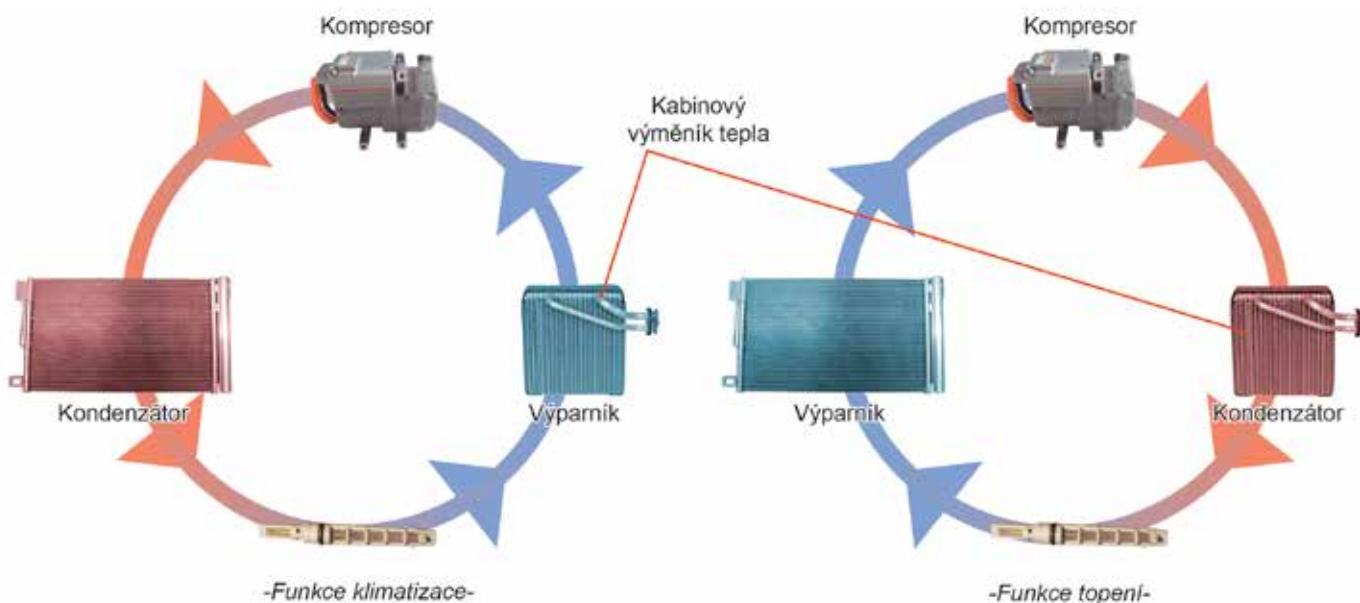 Kompresor
Kompresor
Kabinový
výměník tepla
Kondenzátor
Výparník
Výparník
Kondenzátor
-Funkce klimatizace-
-Funkce topení-